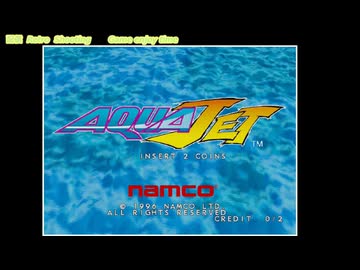 Retro Shooting Game enjoy time
AQUA JET TM
INSERT 2 COINS
namco
© 1996 NAMCO LTD.
ALL RIGHTS RESERVED
CREDIT 0/2